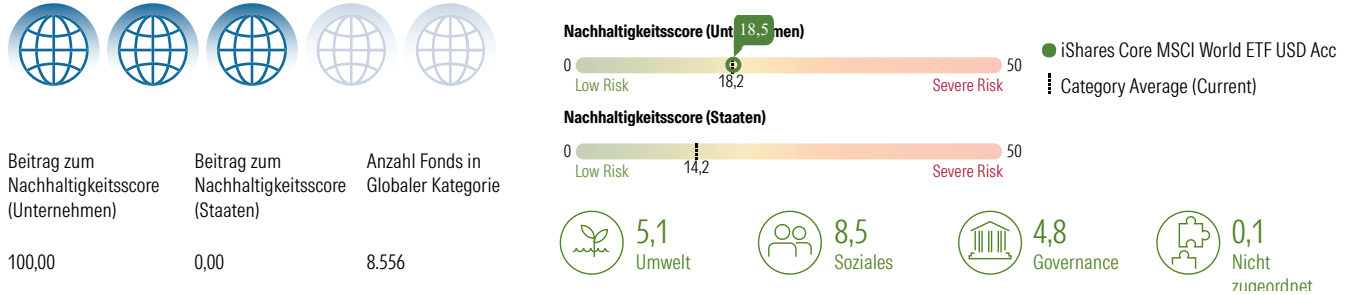 Beitrag zum
Nachhaltigkeitsscore
(Unternehmen)
100,00
Beitrag zum
Nachhaltigkeitsscore
(Staaten)
0,00
Anzahl Fonds in
Globaler Kategorie
8.556
Nachhaltigkeitsscore (Unt men)
18,5
0
50
Low Risk
18,2
Severe Risk
Nachhaltigkeitsscore (Staaten)
0
50
Low Risk
14,2
Severe Risk
iShares Core MSCI World ETF USD Acc
Category Average (Current)
5,1
Umwelt
8,5
Soziales
4,8
Governance
0,1
Nicht
zugeordnet